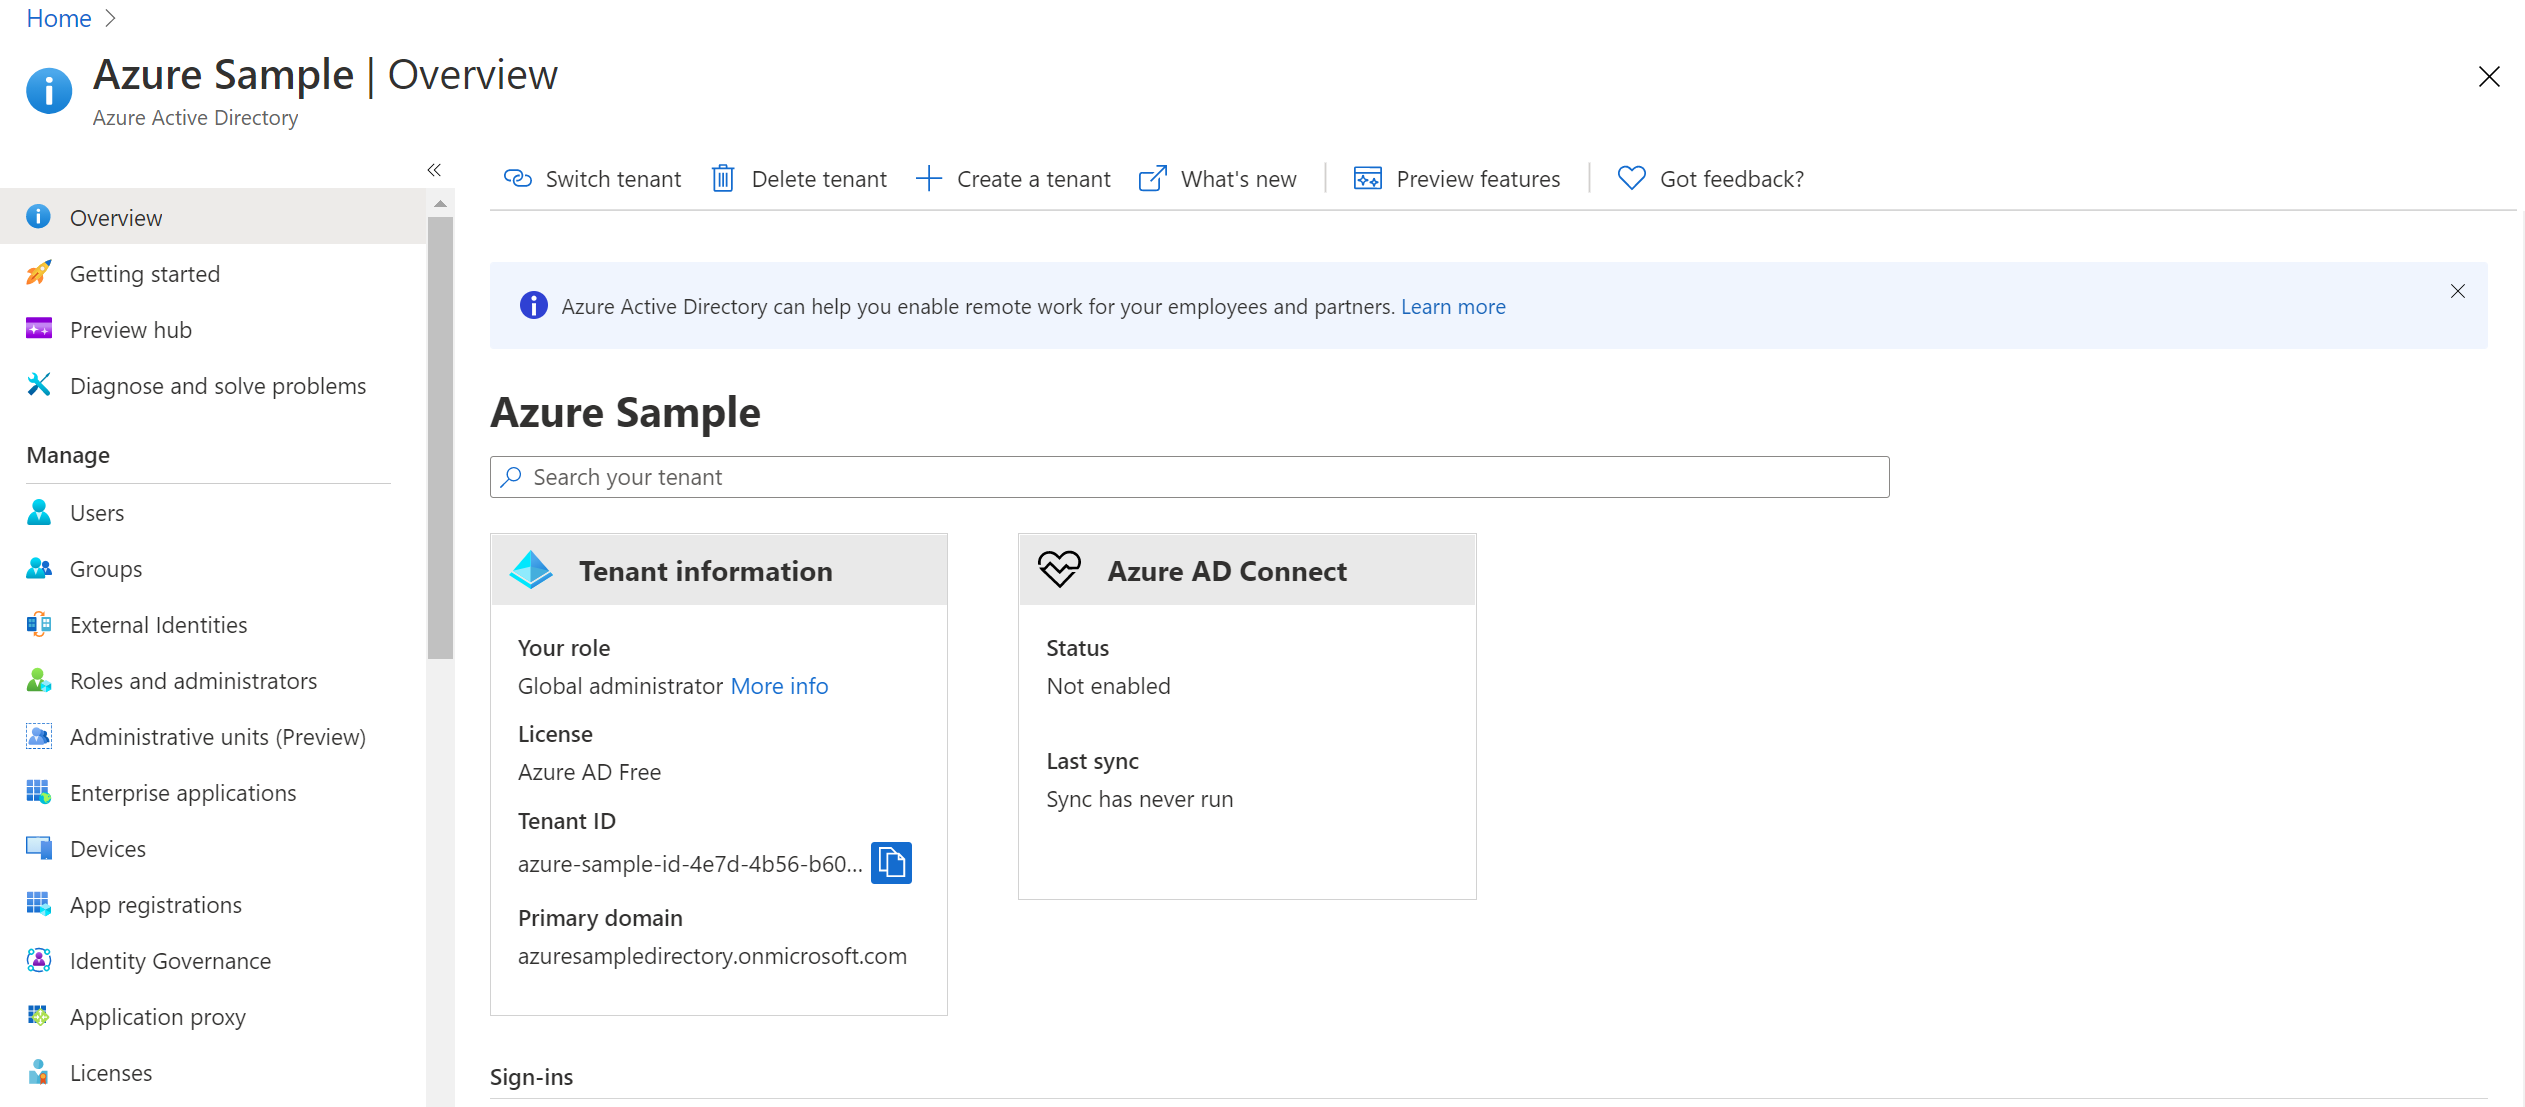 Home
Azure Sample | Overview
Azure Active Directory
Overview
Getting started
Preview hub
Diagnose and solve problems
Manage
Users
Groups
External Identities
Roles and administrators
Administrative units (Preview)
Enterprise applications
Devices
App registrations
Identity Governance
Application proxy
Licenses
Switch tenant
Delete tenant
Create a tenant
What's new
Preview features
Got feedback?
Azure Active Directory can help you enable remote work for your employees and partners. Learn more
Azure Sample
Search your tenant
Tenant information
Your role
Global administrator More info
License
Azure AD Free
Tenant ID
azure-sample-id-4e7d-4b56-b60...
Primary domain
azuresampledirectory.onmicrosoft.com
Azure AD Connect
Status
Not enabled
Last sync
Sync has never run
Sign-ins